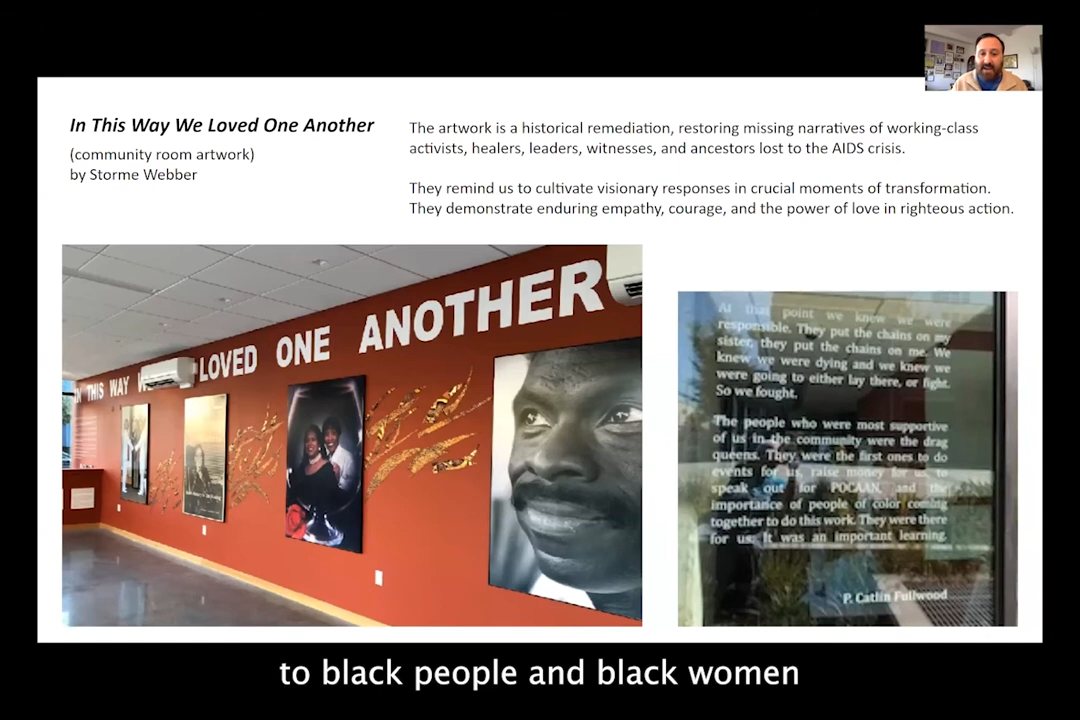 In This Way We Loved One Another
(community room artwork)
by Storme Webber
The artwork is a historical remediation, restoring missing narratives of working-class
activists, healers, leaders, witnesses, and ancestors lost to the AIDS crisis.
They remind us to cultivate visionary responses in crucial moments of transformation.
They demonstrate enduring empathy, courage, and the power of love in righteous action.
IN THIS WAY LOVED ONE ANOTHER
At that point we knew we were
responsible. They put the chains on my
sister, they put the chains on me. We
knew we were dying and we knew we
were going to either lay there, or fight.
So we fought.
The people who were most supportive
of us in the community were the drag
queens. They were the first ones to do
events for us, raise money for us, to
speak out for POCAAN, and the
importance of people of color coming
together to do this work. They were there
for us. It was an important learning.
P. Catlin Fullwood
to black people and black women